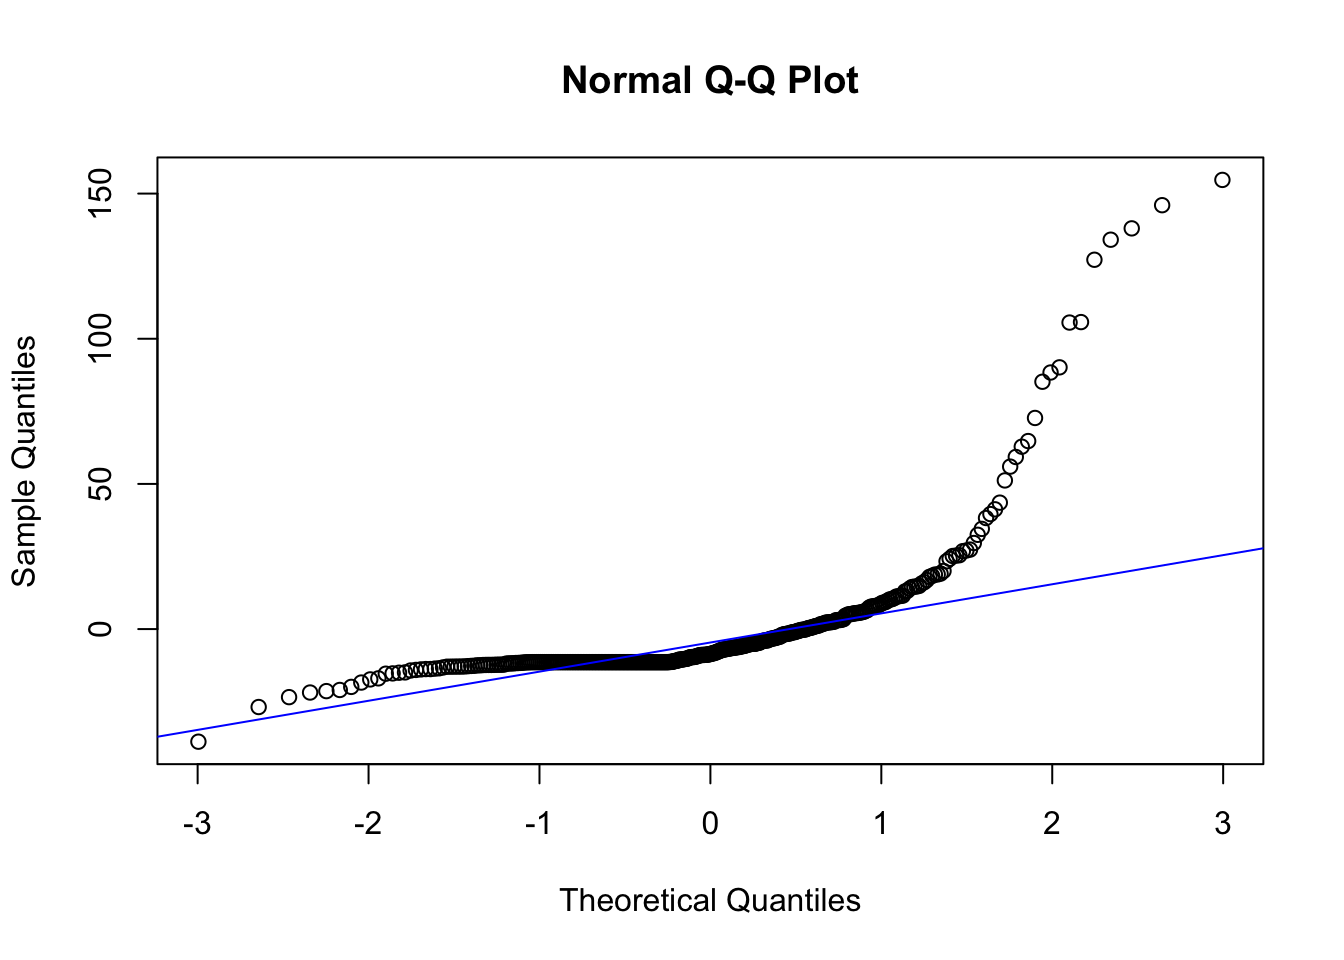 Normal Q-Q Plot
150
100
50
0
Sample Quantiles
-3 -2 -1 0 1 2 3
Theoretical Quantiles